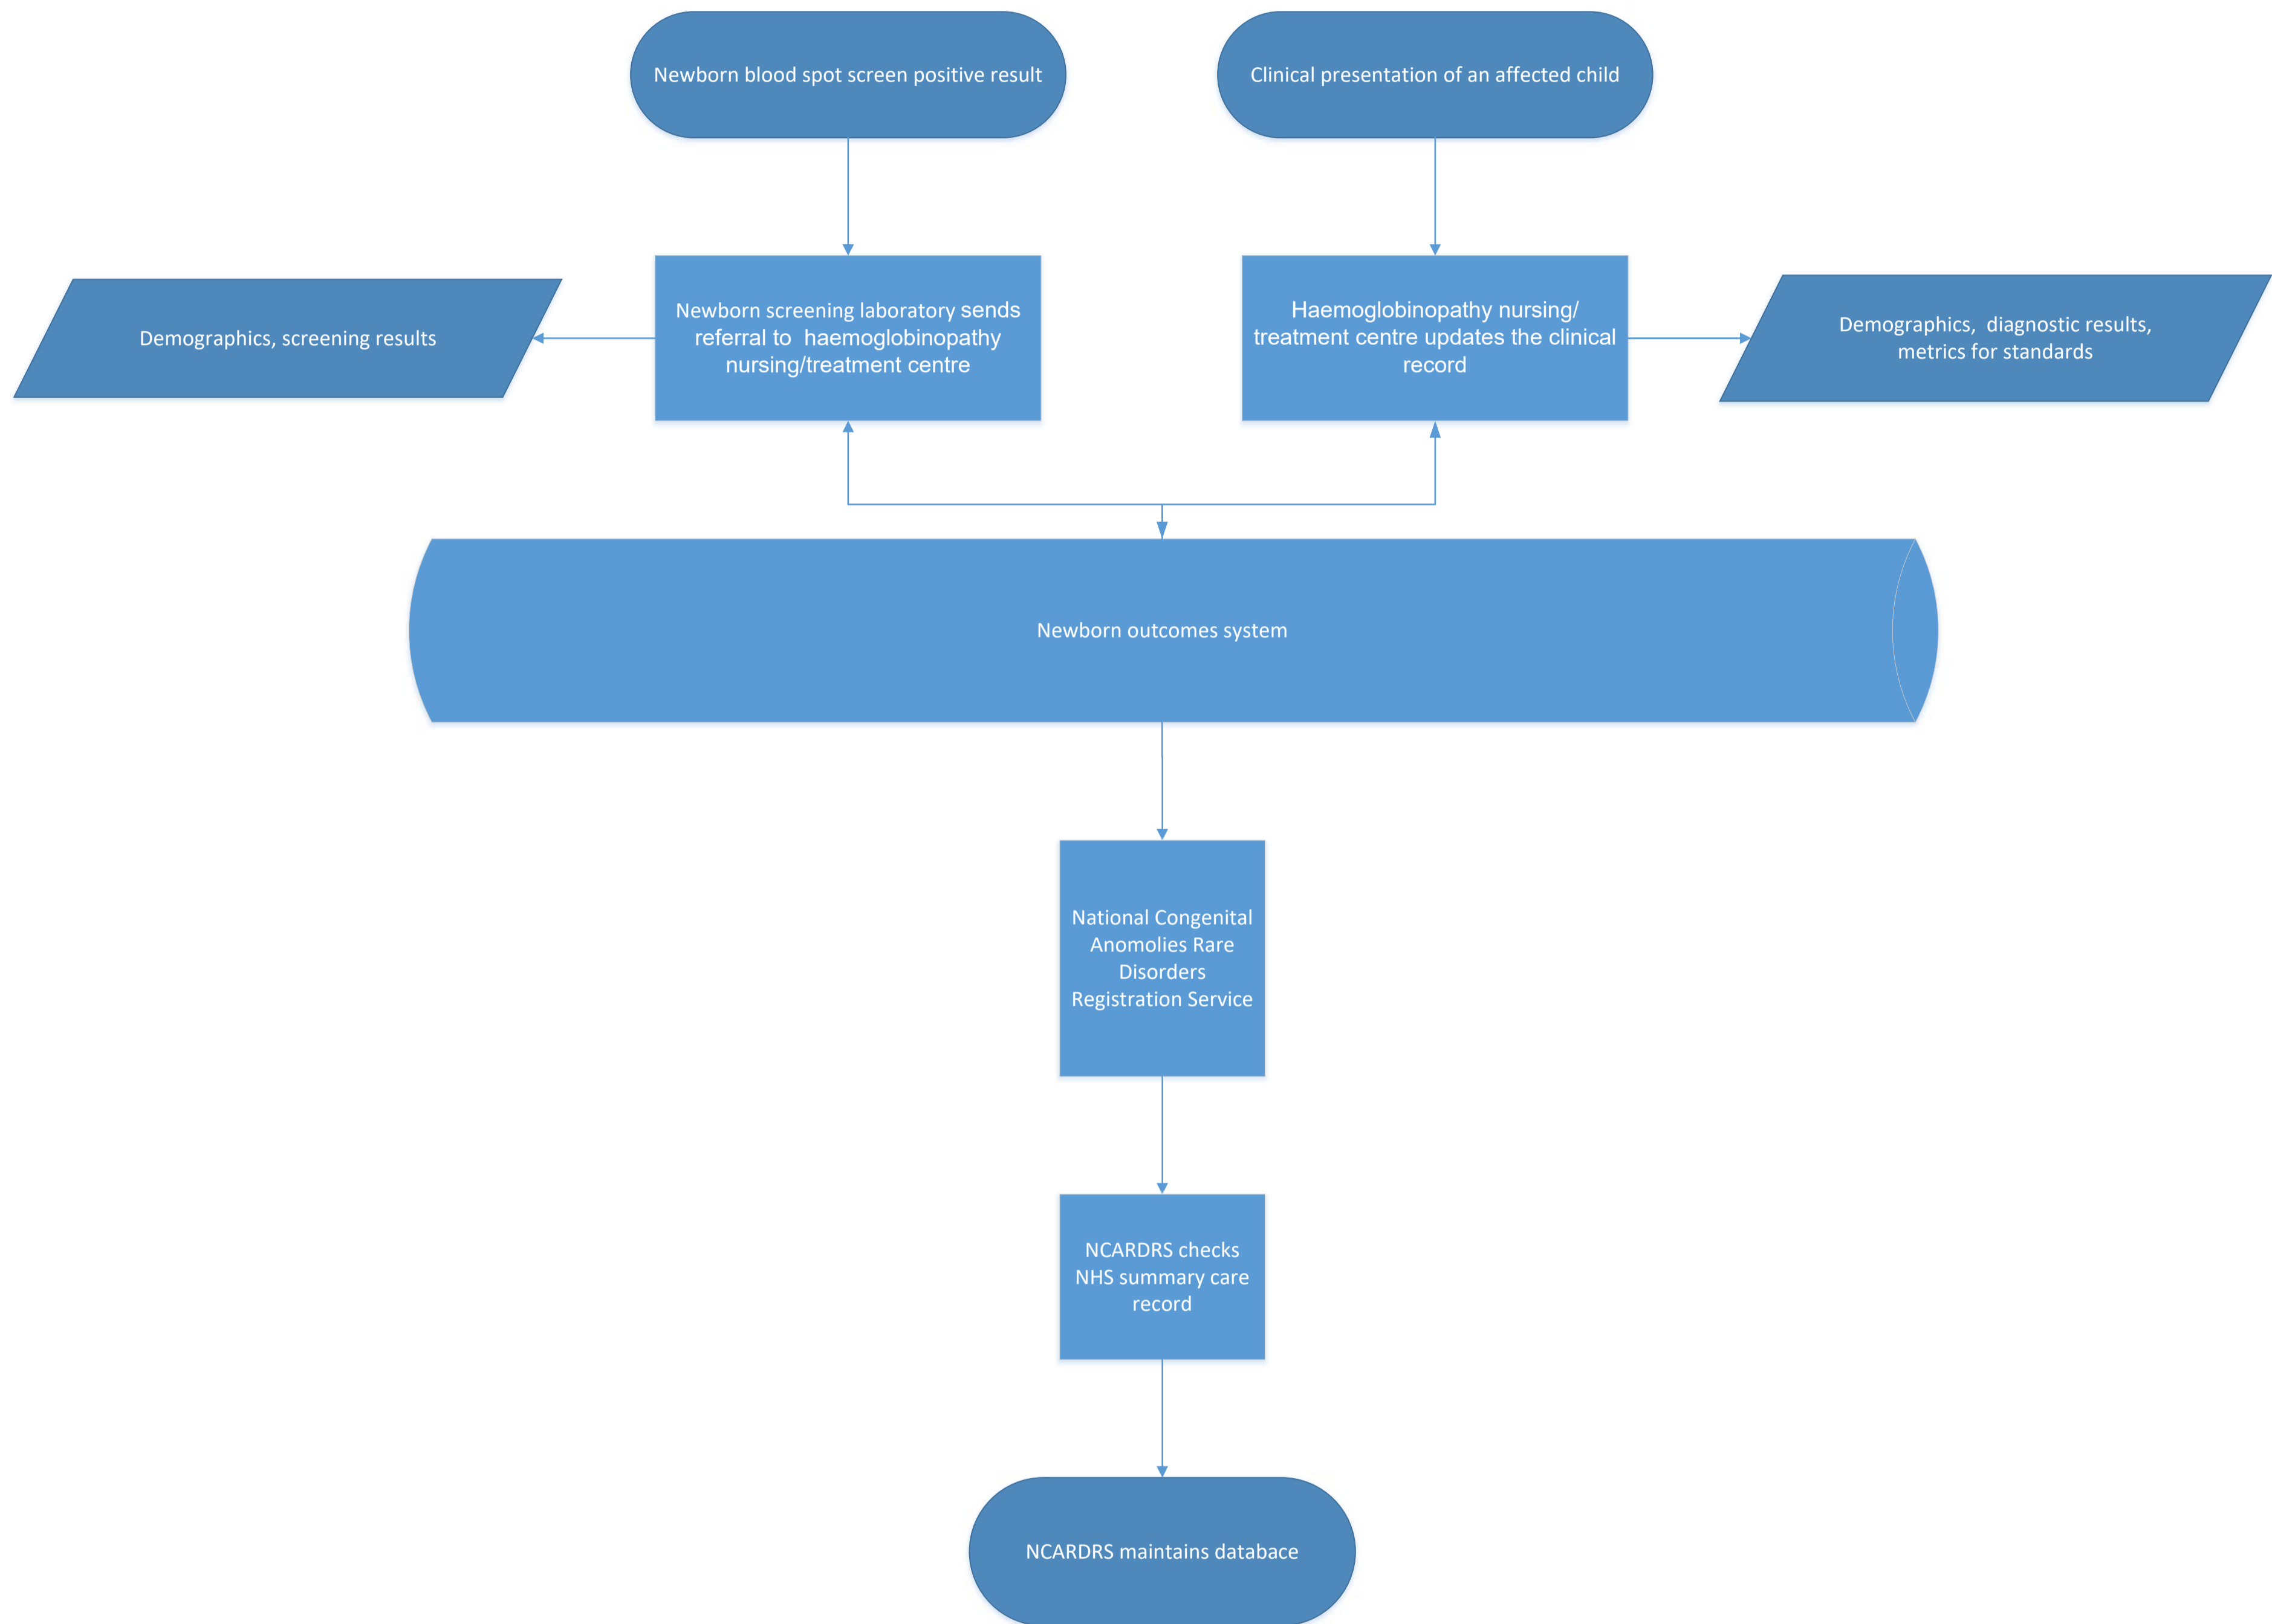 Newborn blood spot screen positive result
Clinical presentation of an affected child
Demographics, screening results
Newborn screening laboratory sends
referral to  haemoglobinopathy
nursing/treatment centre
Haemoglobinopathy nursing/
treatment centre updates the clinical
record
Demographics,  diagnostic results,
metrics for standards
Newborn outcomes system
National Congenital
Anomolies Rare
Disorders
Registration Service
NCARDRS checks
NHS summary care
record
NCARDRS maintains databace